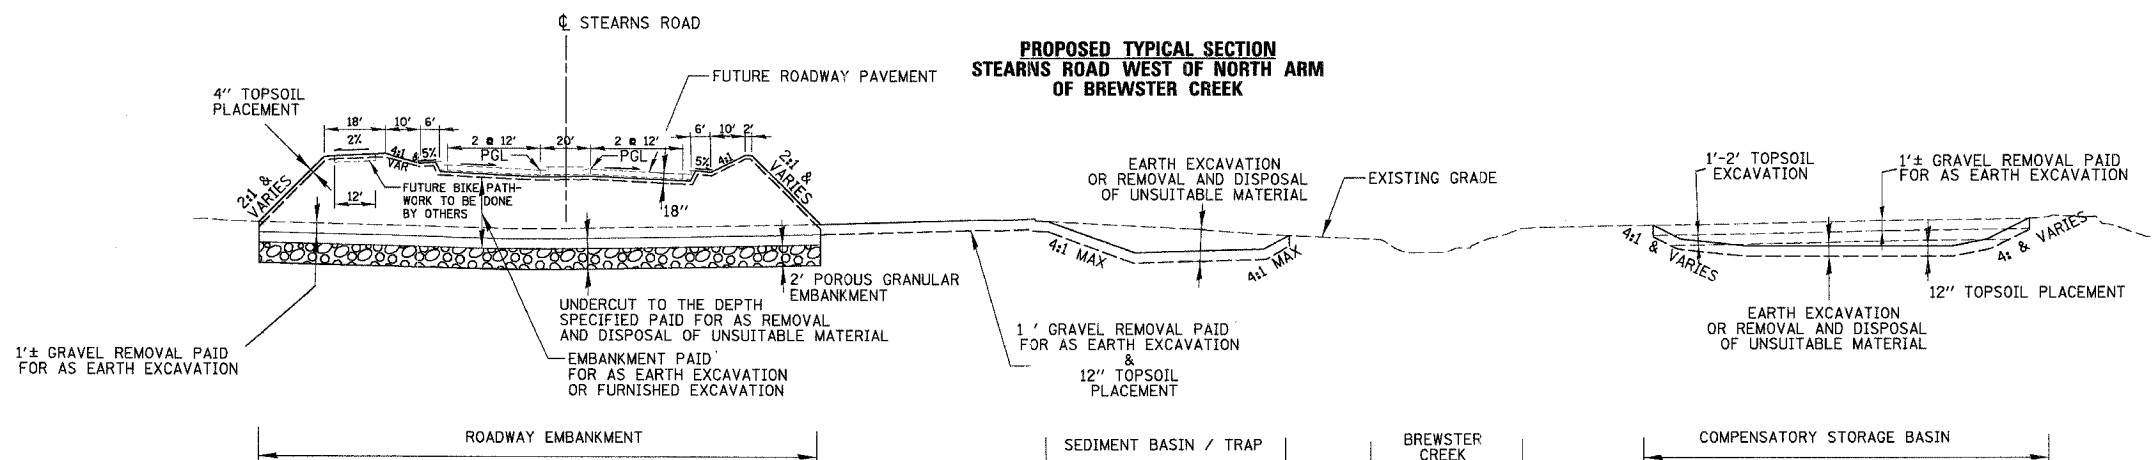 ℄ STEARNS ROAD
PROPOSED TYPICAL SECTION
STEARNS ROAD WEST OF NORTH ARM
OF BREWSTER CREEK
FUTURE ROADWAY PAVEMENT
4" TOPSOIL
PLACEMENT
18' 10' 6'
2 @ 12' 20' 2 @ 12'
6' 10' 2'
2%
4:1 &
VAR
5%
PGL
PGL
5%
4:1
2:1 &
VARIES
2:1 &
VARIES
FUTURE BIKE PATH-
WORK TO BE DONE
BY OTHERS
12'
18"
EARTH EXCAVATION
OR REMOVAL AND DISPOSAL
OF UNSUITABLE MATERIAL
EXISTING GRADE
1'-2' TOPSOIL
EXCAVATION
1'± GRAVEL REMOVAL PAID
FOR AS EARTH EXCAVATION
4:1 MAX
4:1 MAX
4:1 & VARIES
4: & VARIES
2' POROUS GRANULAR
EMBANKMENT
UNDERCUT TO THE DEPTH
SPECIFIED PAID FOR AS REMOVAL
AND DISPOSAL OF UNSUITABLE MATERIAL
12" TOPSOIL PLACEMENT
EARTH EXCAVATION
OR REMOVAL AND DISPOSAL
OF UNSUITABLE MATERIAL
1 ' GRAVEL REMOVAL PAID
FOR AS EARTH EXCAVATION
&
12" TOPSOIL
PLACEMENT
1'± GRAVEL REMOVAL PAID
FOR AS EARTH EXCAVATION
EMBANKMENT PAID
FOR AS EARTH EXCAVATION
OR FURNISHED EXCAVATION
ROADWAY EMBANKMENT
SEDIMENT BASIN / TRAP
BREWSTER
CREEK
COMPENSATORY STORAGE BASIN